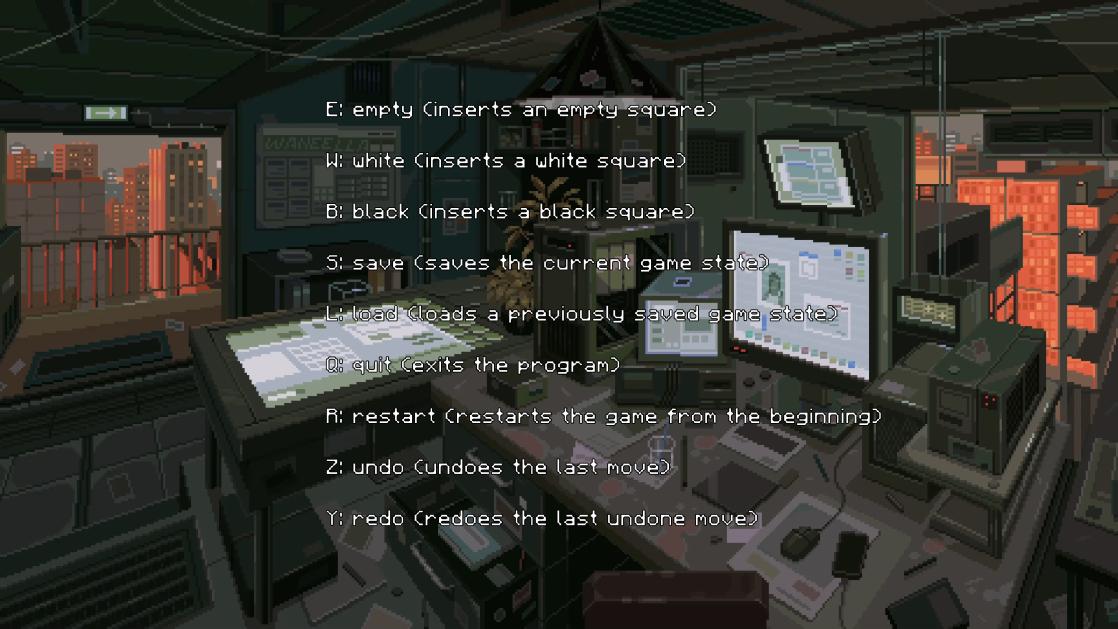 WANEELLA
E: empty (inserts an empty square)
W: white (inserts a white square)
B: black (inserts a black square)
S: save (saves the current game state)
L: load (loads a previously saved game state)
Q: quit (exits the program)
R: restart (restarts the game from the beginning)
Z: undo (undoes the last move)
Y: redo (redoes the last undone move)